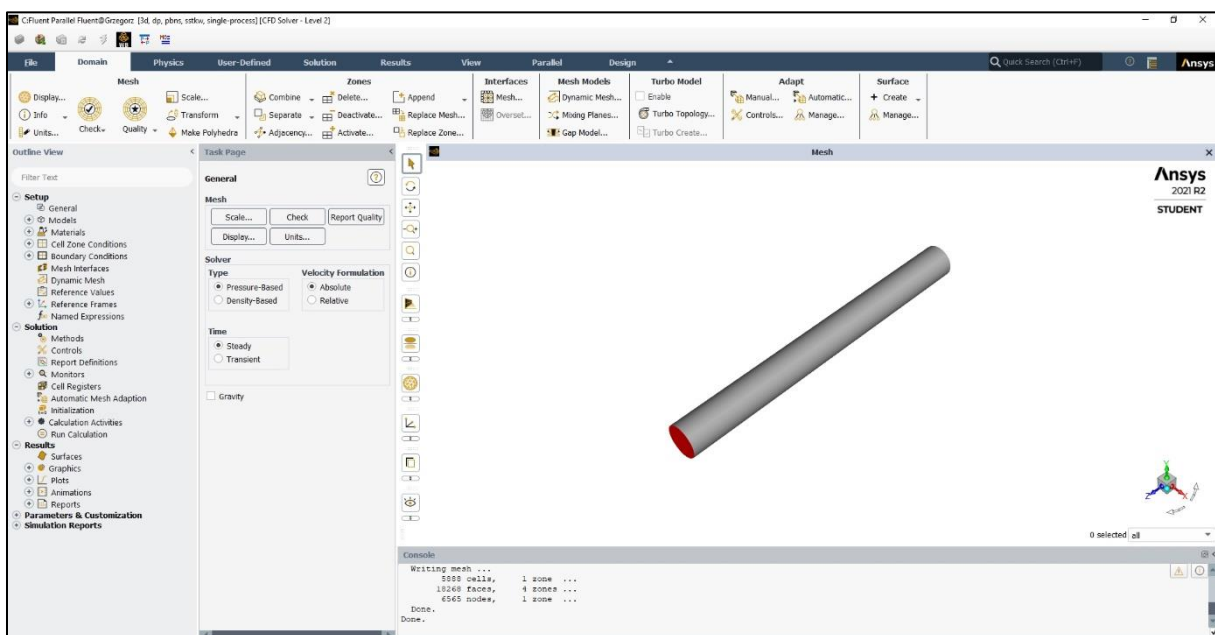 C:Fluent Parallel Fluent@Grzegorz [3d, dp, pbns, sstkw, single-process] [CFD Solver - Level 2]
File Domain Physics User-Defined Solution Results View Parallel Design
Quick Search (Ctrl+F)
Ansys
Mesh Zones Interfaces Mesh Models Turbo Model Adapt Surface
Display... Scale... Combine Delete... Append Mesh... Dynamic Mesh... Enable Manual... Automatic... + Create
Info Transform Separate Deactivate... Replace Mesh... Overset... Mixing Planes... Turbo Topology... Controls... Manage... Manage...
Units... Check Quality Make Polyhedra Adjacency... Activate... Replace Zone... Gap Model... Turbo Create...
Outline View
Filter Text
Setup
General
Models
Materials
Cell Zone Conditions
Boundary Conditions
Mesh Interfaces
Dynamic Mesh
Reference Values
Reference Frames
Named Expressions
Solution
Methods
Controls
Report Definitions
Monitors
Cell Registers
Automatic Mesh Adaption
Initialization
Calculation Activities
Run Calculation
Results
Surfaces
Graphics
Plots
Animations
Reports
Parameters & Customization
Simulation Reports
Task Page
General
Mesh
Scale... Check Report Quality
Display... Units...
Solver
Type Velocity Formulation
Pressure-Based Absolute
Density-Based Relative
Time
Steady
Transient
Gravity
Mesh
Ansys
2021 R2
STUDENT
0 selected all
Console
Writing mesh ...
5888 cells, 1 zone ...
18268 faces, 4 zones ...
6565 nodes, 1 zone ...
Done.
Done.